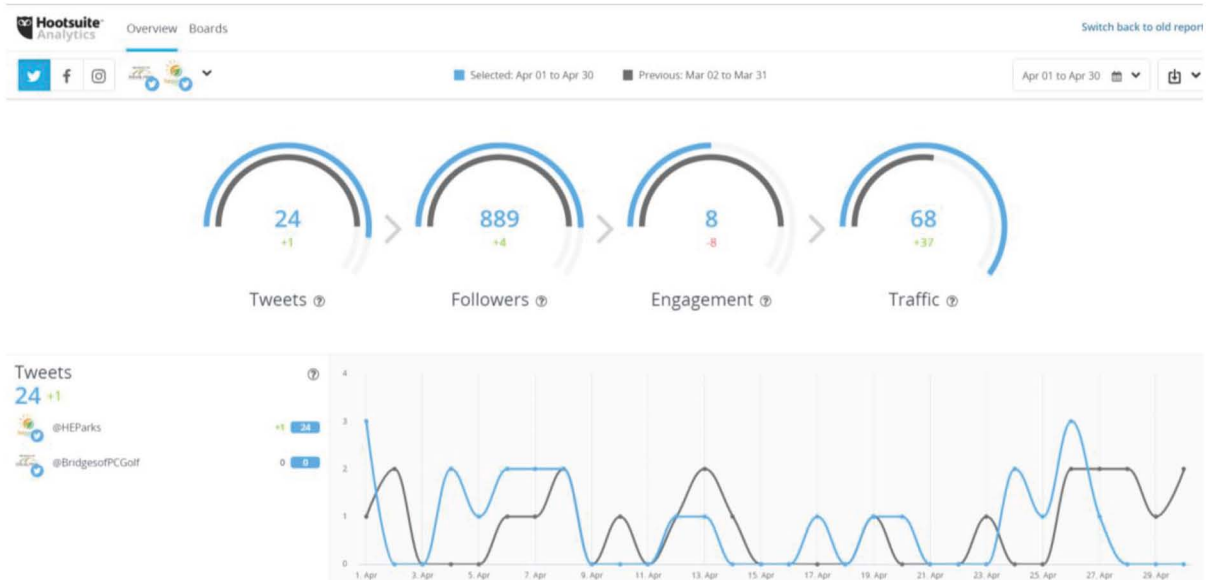 Hootsuite™
Analytics
Overview Boards
Switch back to old report
Selected: Apr 01 to Apr 30 Previous: Mar 02 to Mar 31
Apr 01 to Apr 30
24
+1
889
+4
8
-8
68
+37
Tweets ?
Followers ?
Engagement ?
Traffic ?
Tweets ?
24 +1
@HEParks +1 24
@BridgesofPCGolf 0 0
4
3
2
1
0
1. Apr 3. Apr 5. Apr 7. Apr 9. Apr 11. Apr 13. Apr 15. Apr 17. Apr 19. Apr 21. Apr 23. Apr 25. Apr 27. Apr 29. Apr